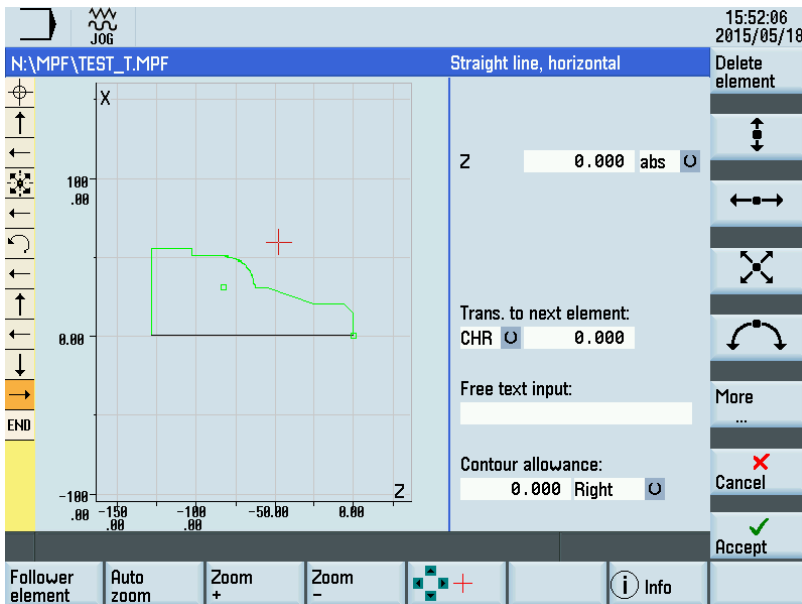 JOG
15:52:06
2015/05/18
N:\MPF\TEST_T.MPF
Straight line, horizontal
Delete
element
X
Z 0.000 abs
100
.00
Trans. to next element:
CHR 0.000
0.00
Free text input:
More
...
END
Contour allowance:
0.000 Right
Cancel
Z
-100
.00
-150
.00
-100
.00
-50.00
0.00
Accept
Follower
element
Auto
zoom
Zoom
+
Zoom
-
i Info